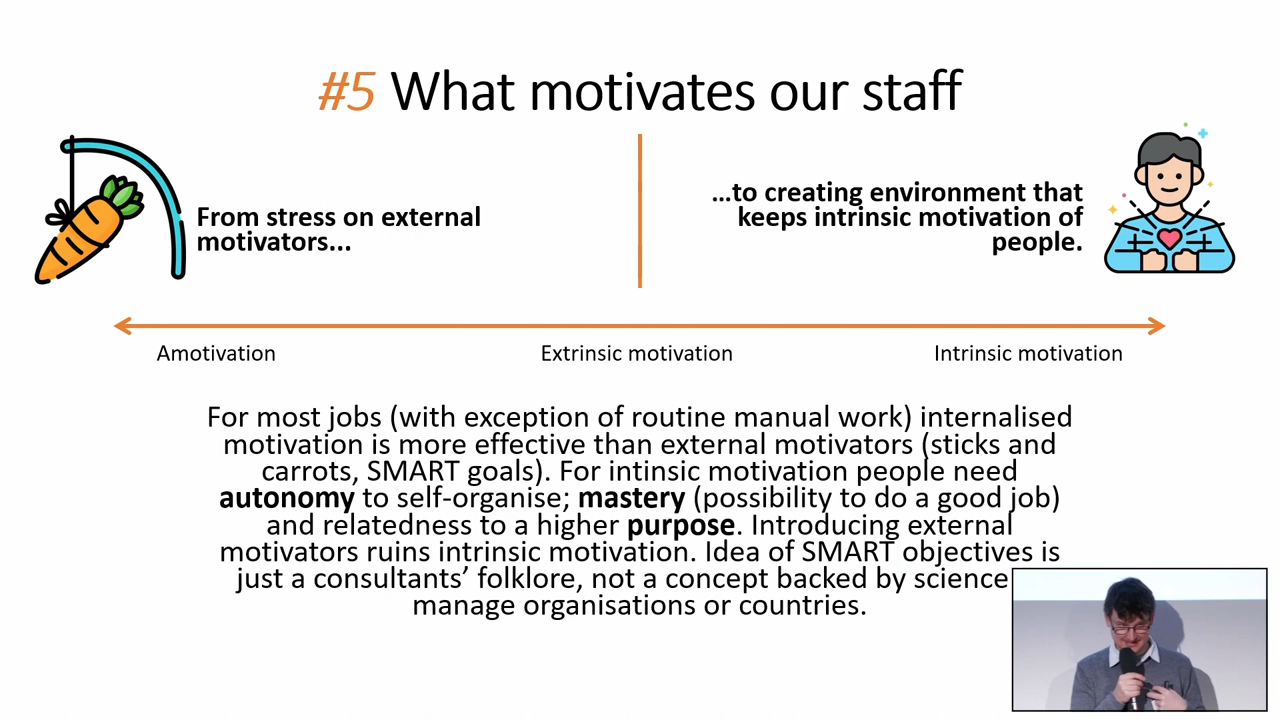 #5 What motivates our staff
From stress on external
motivators...
...to creating environment that
keeps intrinsic motivation of
people.
Amotivation
Extrinsic motivation
Intrinsic motivation
For most jobs (with exception of routine manual work) internalised
motivation is more effective than external motivators (sticks and
carrots, SMART goals). For intinsic motivation people need
autonomy to self-organise; mastery (possibility to do a good job)
and relatedness to a higher purpose. Introducing external
motivators ruins intrinsic motivation. Idea of SMART objectives is
just a consultants’ folklore, not a concept backed by science
manage organisations or countries.